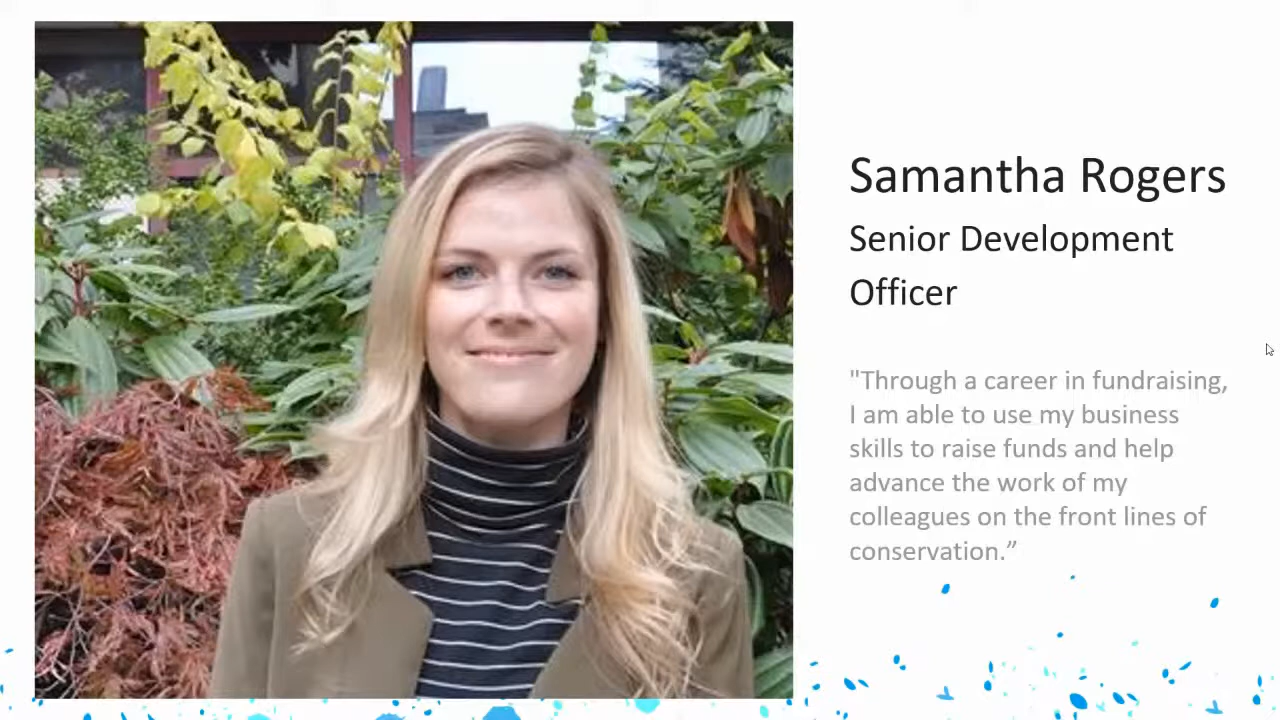 Samantha Rogers
Senior Development
Officer
"Through a career in fundraising,
I am able to use my business
skills to raise funds and help
advance the work of my
colleagues on the front lines of
conservation.”